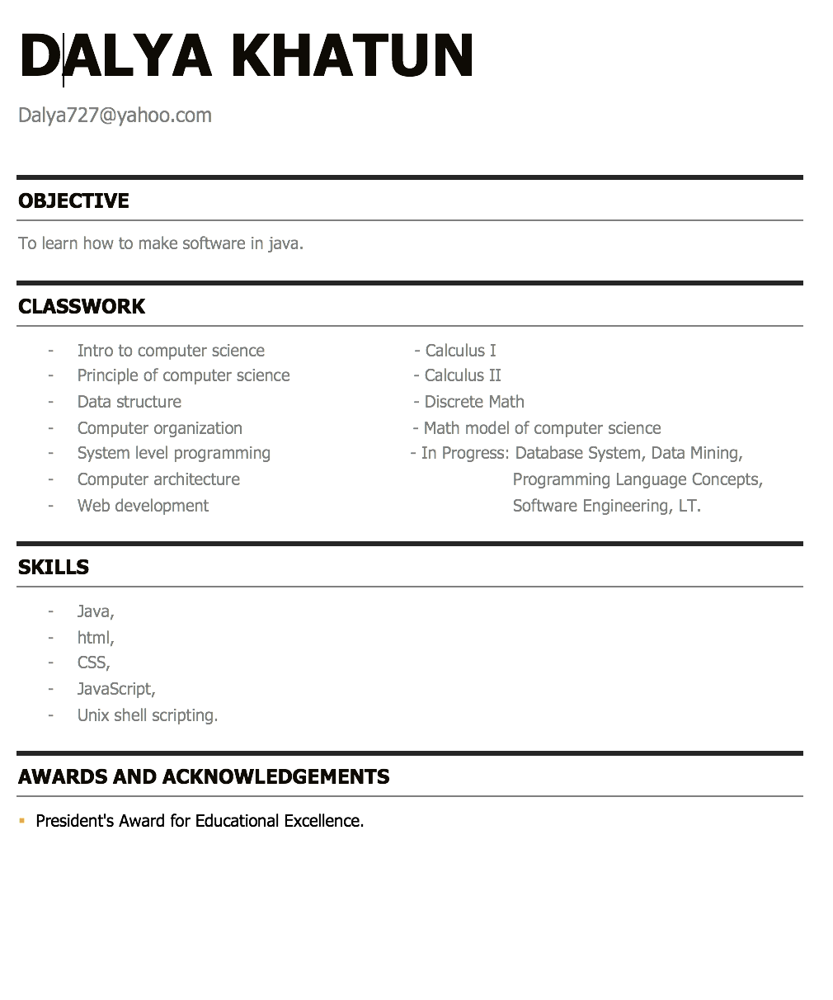 DALYA KHATUN
Dalya727@yahoo.com
OBJECTIVE
To learn how to make software in java.
CLASSWORK
- Intro to computer science
- Principle of computer science
- Data structure
- Computer organization
- System level programming
- Computer architecture
- Web development
- Calculus I
- Calculus II
- Discrete Math
- Math model of computer science
- In Progress: Database System, Data Mining,
Programming Language Concepts,
Software Engineering, LT.
SKILLS
- Java,
- html,
- CSS,
- JavaScript,
- Unix shell scripting.
AWARDS AND ACKNOWLEDGEMENTS
▪ President's Award for Educational Excellence.